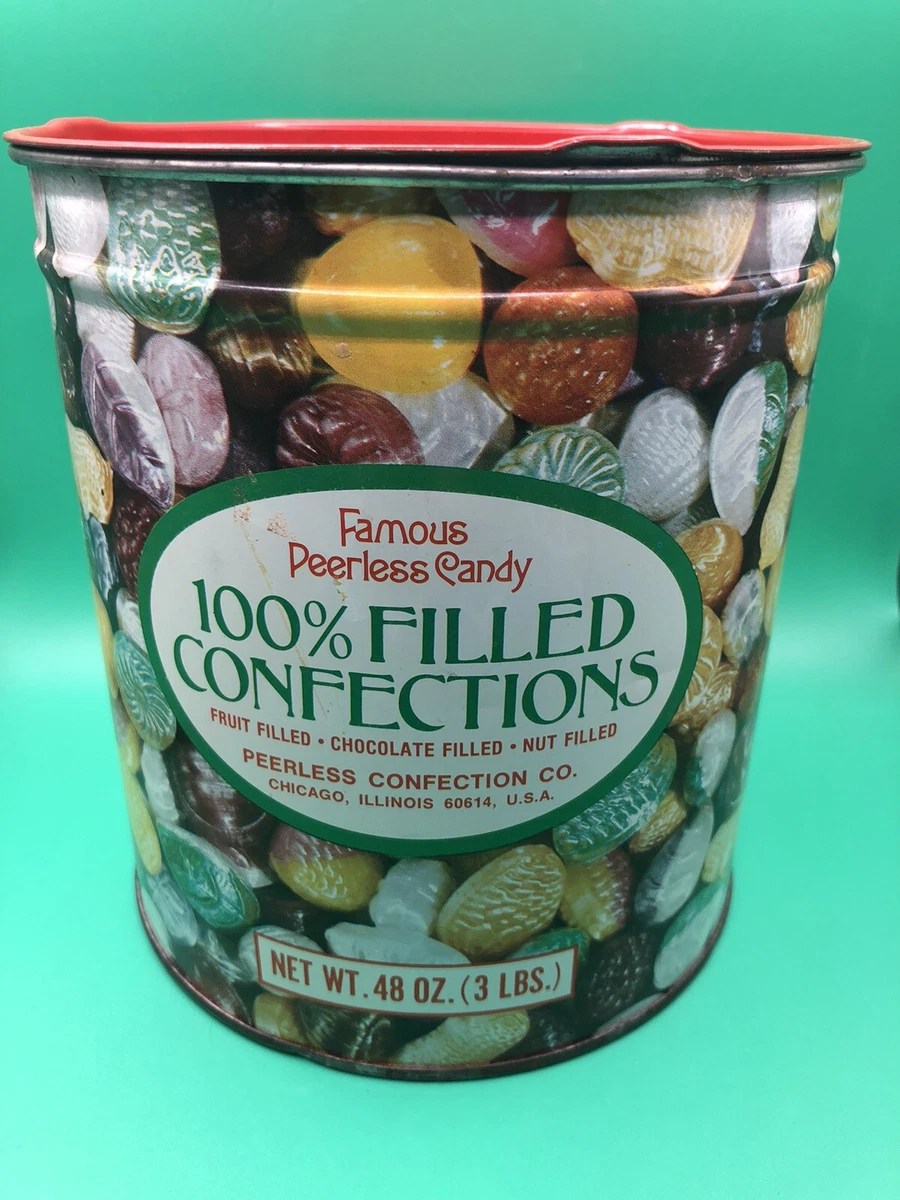 Famous
Peerless Candy
100% FILLED
CONFECTIONS
FRUIT FILLED • CHOCOLATE FILLED • NUT FILLED
PEERLESS CONFECTION CO.
CHICAGO, ILLINOIS 60614, U.S.A.
NET WT. 48 OZ. (3 LBS.)